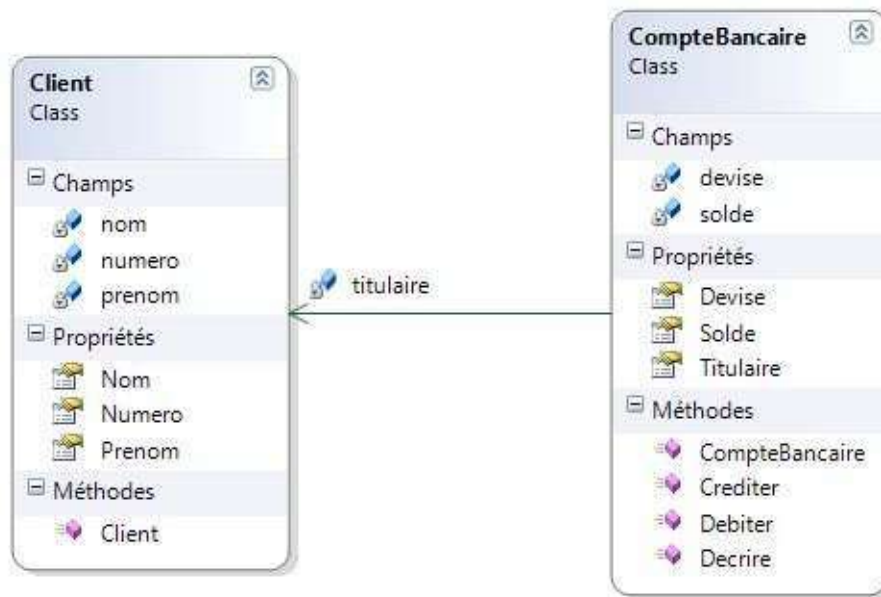 Client
Class
Champs
nom
numero
prenom
Propriétés
Nom
Numero
Prenom
Méthodes
Client
titulaire
CompteBancaire
Class
Champs
devise
solde
Propriétés
Devise
Solde
Titulaire
Méthodes
CompteBancaire
Crediter
Debiter
Decrire